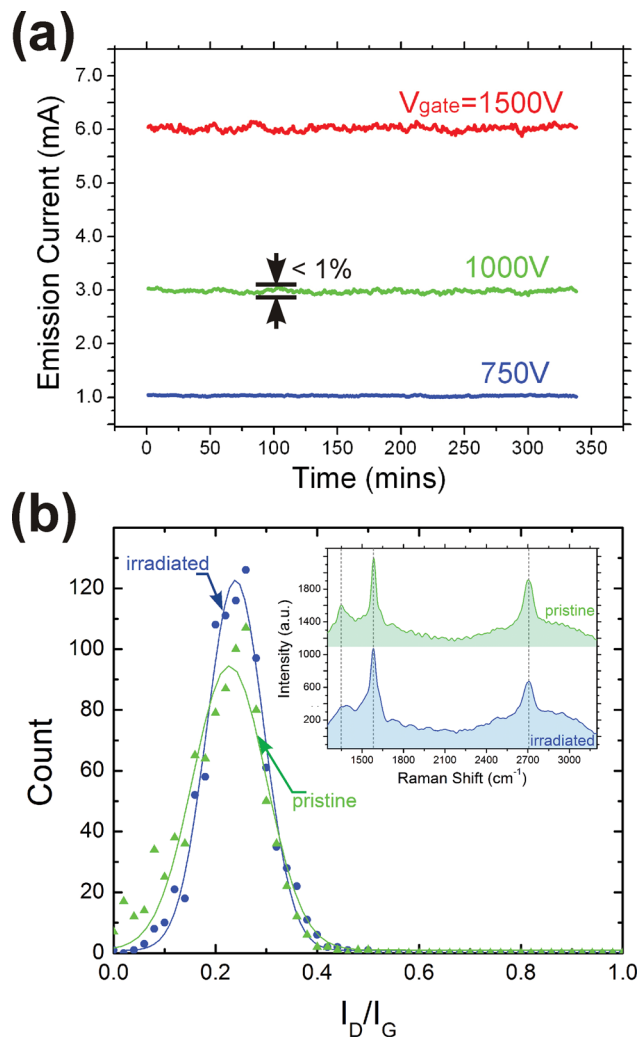 (a)
7.0
6.0
5.0
4.0
3.0
2.0
1.0
Emission Current (mA)
Vgate=1500V
< 1%
1000V
750V
0 50 100 150 200 250 300 350
Time (mins)
(b)
120
100
80
60
40
20
0
Count
irradiated
pristine
0.0 0.2 0.4 0.6 0.8 1.0
ID/IG
1800
1400
1000
600
200
Intensity (a.u.)
pristine
irradiated
1500 1800 2100 2400 2700 3000
Raman Shift (cm-1)